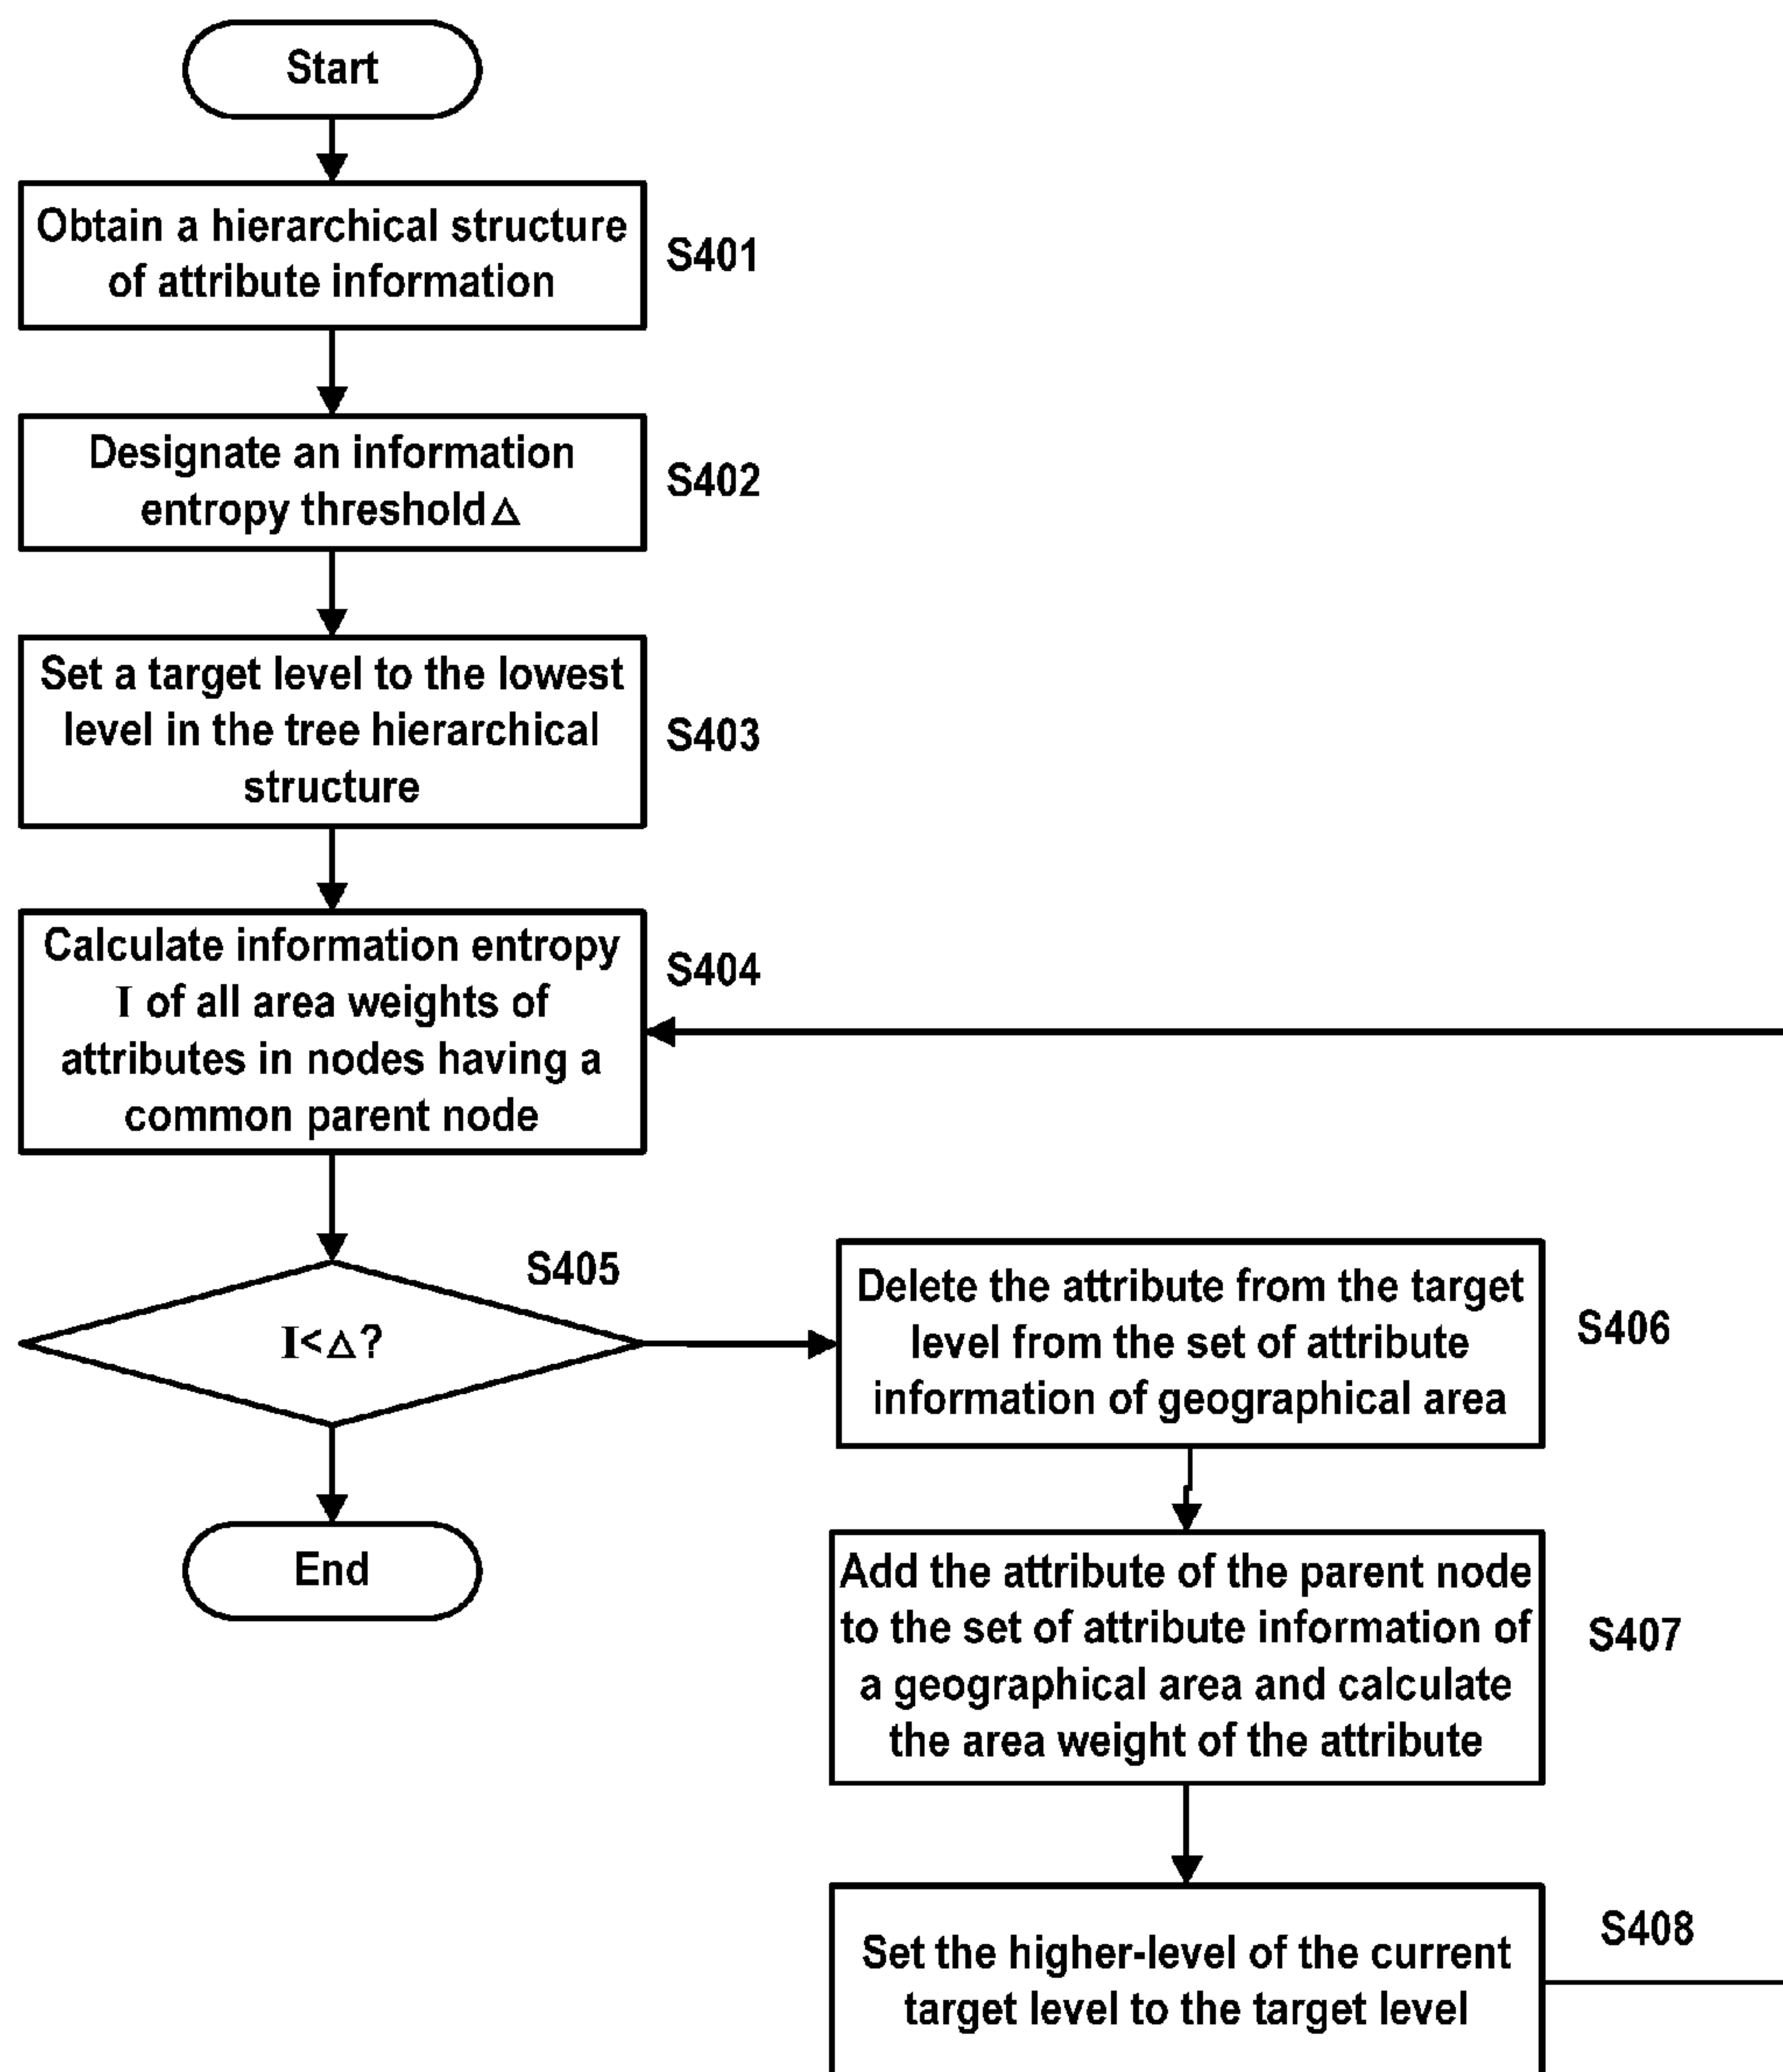 Start
Obtain a hierarchical structure
of attribute information
S401
Designate an information
entropy threshold△
S402
Set a target level to the lowest
level in the tree hierarchical
structure
S403
Calculate information entropy
I of all area weights of
attributes in nodes having a
common parent node
S404
I<△?
S405
End
Delete the attribute from the target
level from the set of attribute
information of geographical area
S406
Add the attribute of the parent node
to the set of attribute information of
a geographical area and calculate
the area weight of the attribute
S407
Set the higher-level of the current
target level to the target level
S408